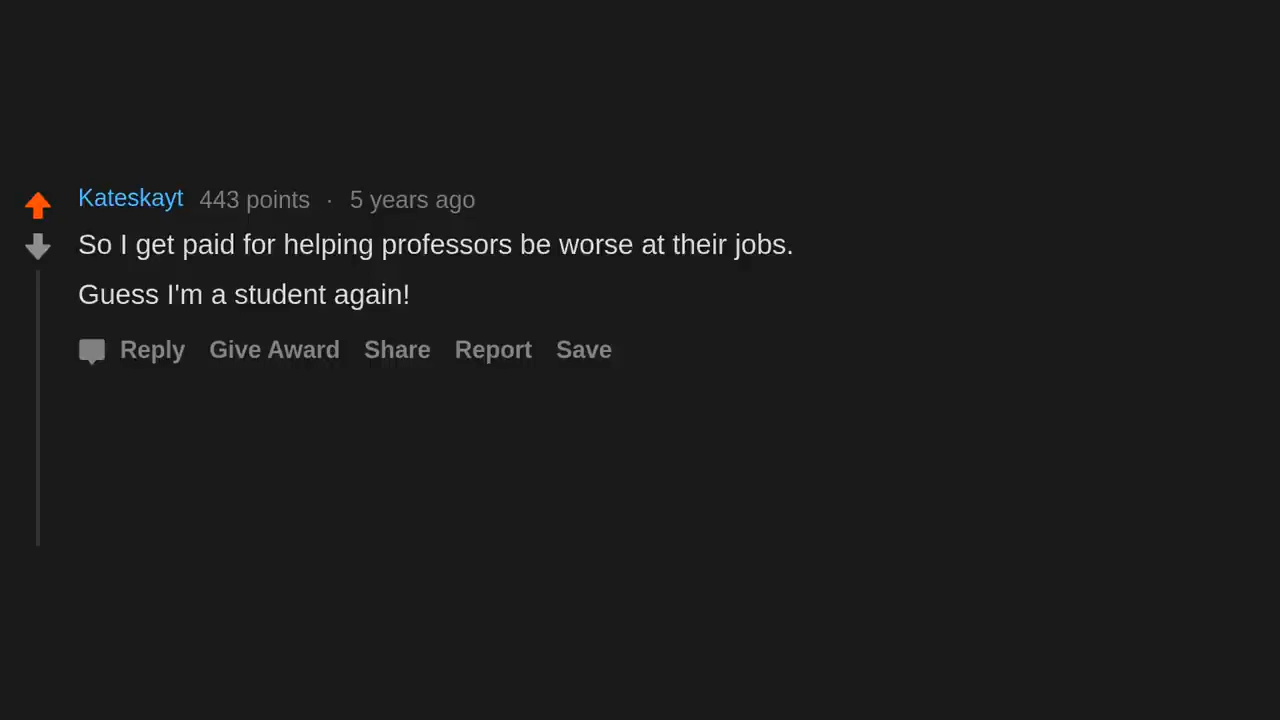 Kateskayt 443 points · 5 years ago
So I get paid for helping professors be worse at their jobs.
Guess I'm a student again!
Reply Give Award Share Report Save